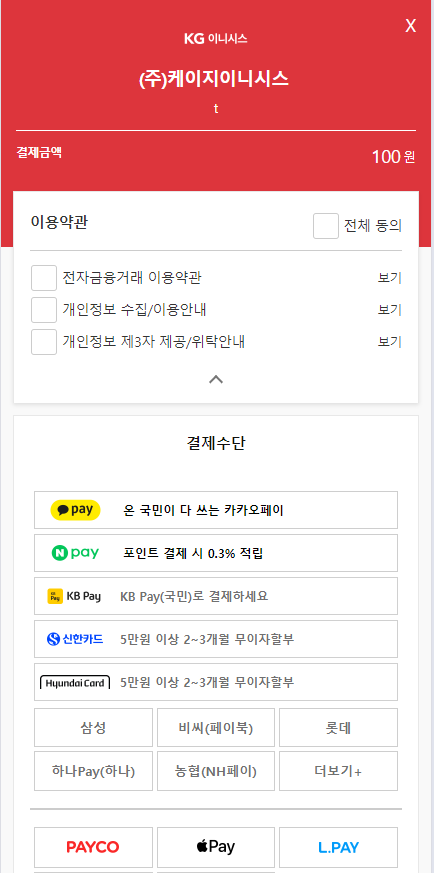 X
KG 이니시스
(주)케이지이니시스
t
결제금액 100 원
이용약관 전체 동의
전자금융거래 이용약관 보기
개인정보 수집/이용안내 보기
개인정보 제3자 제공/위탁안내 보기
결제수단
pay 온 국민이 다 쓰는 카카오페이
N pay 포인트 결제 시 0.3% 적립
KB Pay KB Pay(국민)로 결제하세요
신한카드 5만원 이상 2~3개월 무이자할부
Hyundai Card 5만원 이상 2~3개월 무이자할부
삼성 비씨(페이북) 롯데
하나Pay(하나) 농협(NH페이) 더보기+
PAYCO Pay L.PAY